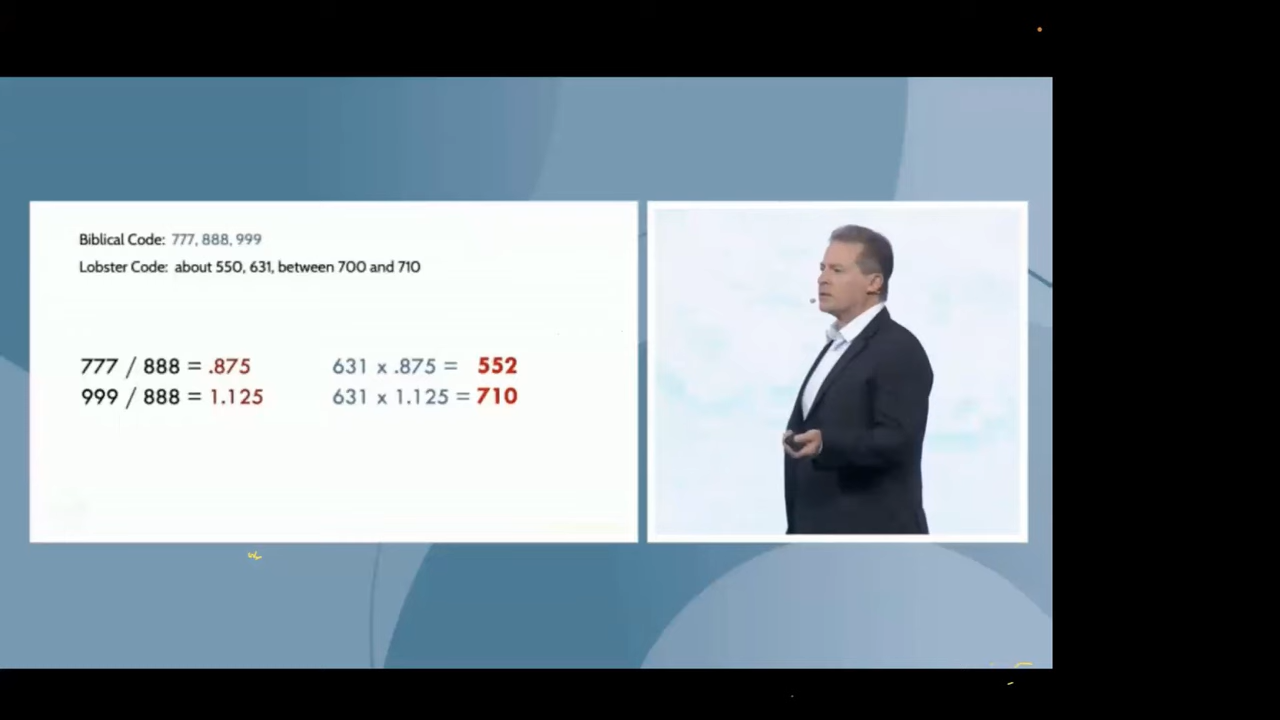 Biblical Code: 777, 888, 999
Lobster Code: about 550, 631, between 700 and 710
777 / 888 = .875
631 x .875 = 552
999 / 888 = 1.125
631 x 1.125 = 710